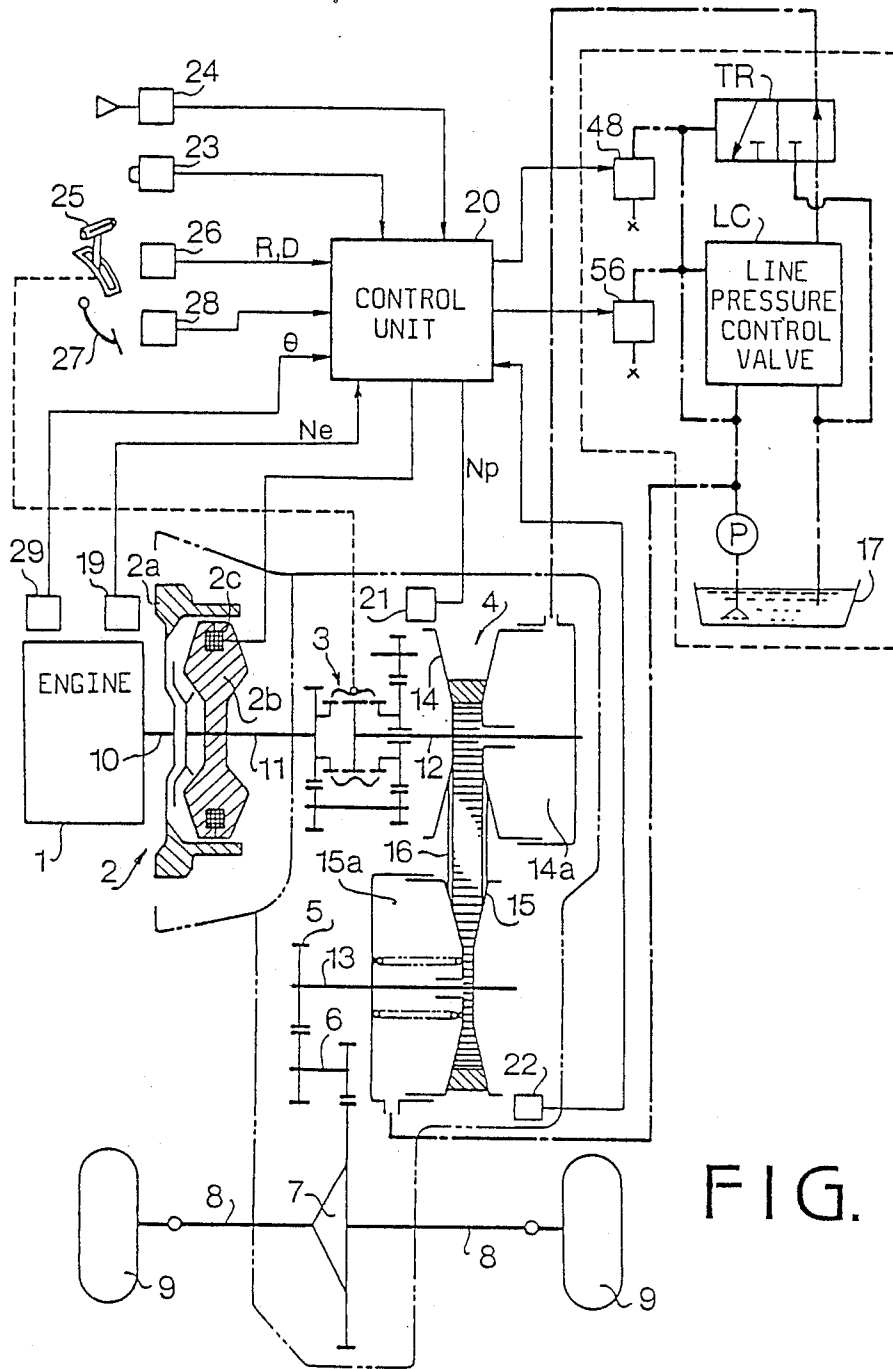 24
TR
23
48
25
20
LC
26
R,D
CONTROL
UNIT
56
LINE
PRESSURE
CONTROL
VALVE
28
27
θ
Ne
Np
P
17
29
2a
19
2c
21
4
3
14
ENGINE
2b
10
11
12
1
2
16
14a
15a
15
5
13
6
22
7
8
8
9
9
FIG.